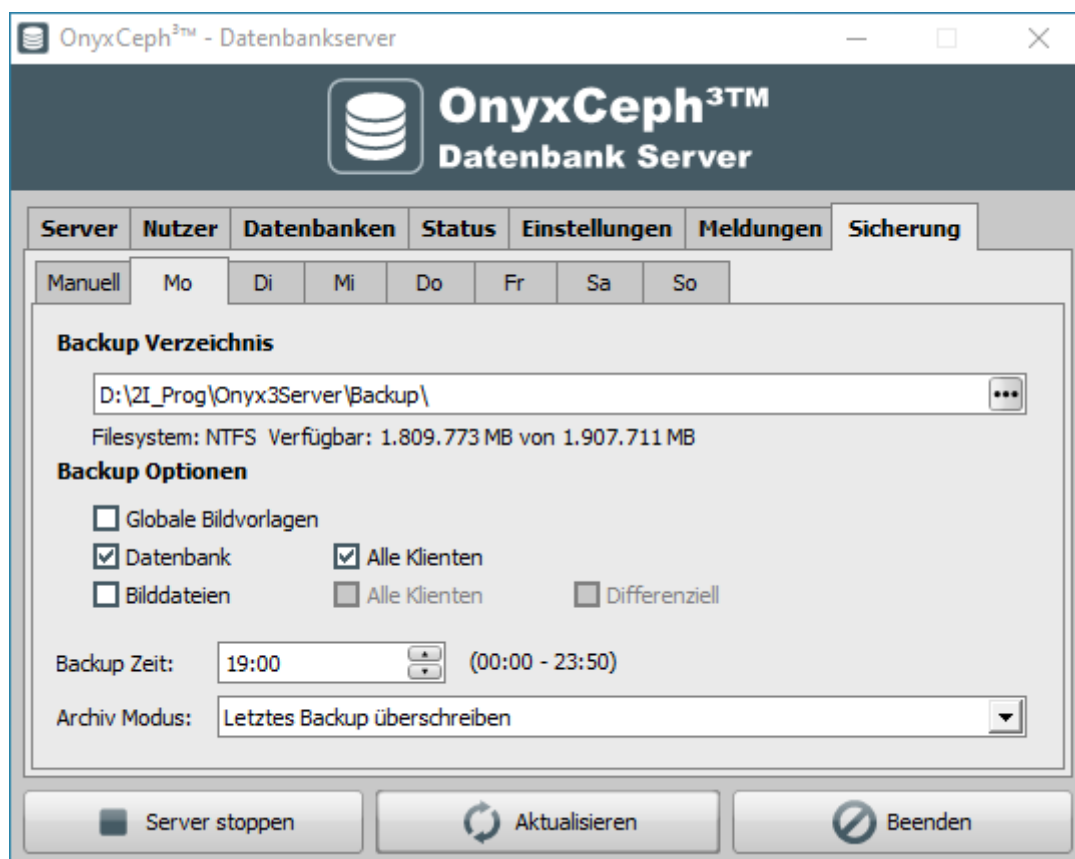 OnyxCeph³™ - Datenbankserver
OnyxCeph³TM
Datenbank Server
Server Nutzer Datenbanken Status Einstellungen Meldungen Sicherung
Manuell Mo Di Mi Do Fr Sa So
Backup Verzeichnis
D:\2I_Prog\Onyx3Server\Backup\
Filesystem: NTFS Verfügbar: 1.809.773 MB von 1.907.711 MB
Backup Optionen
Globale Bildvorlagen
Datenbank Alle Klienten
Bilddateien Alle Klienten Differenziell
Backup Zeit: 19:00 (00:00 - 23:50)
Archiv Modus: Letztes Backup überschreiben
Server stoppen Aktualisieren Beenden